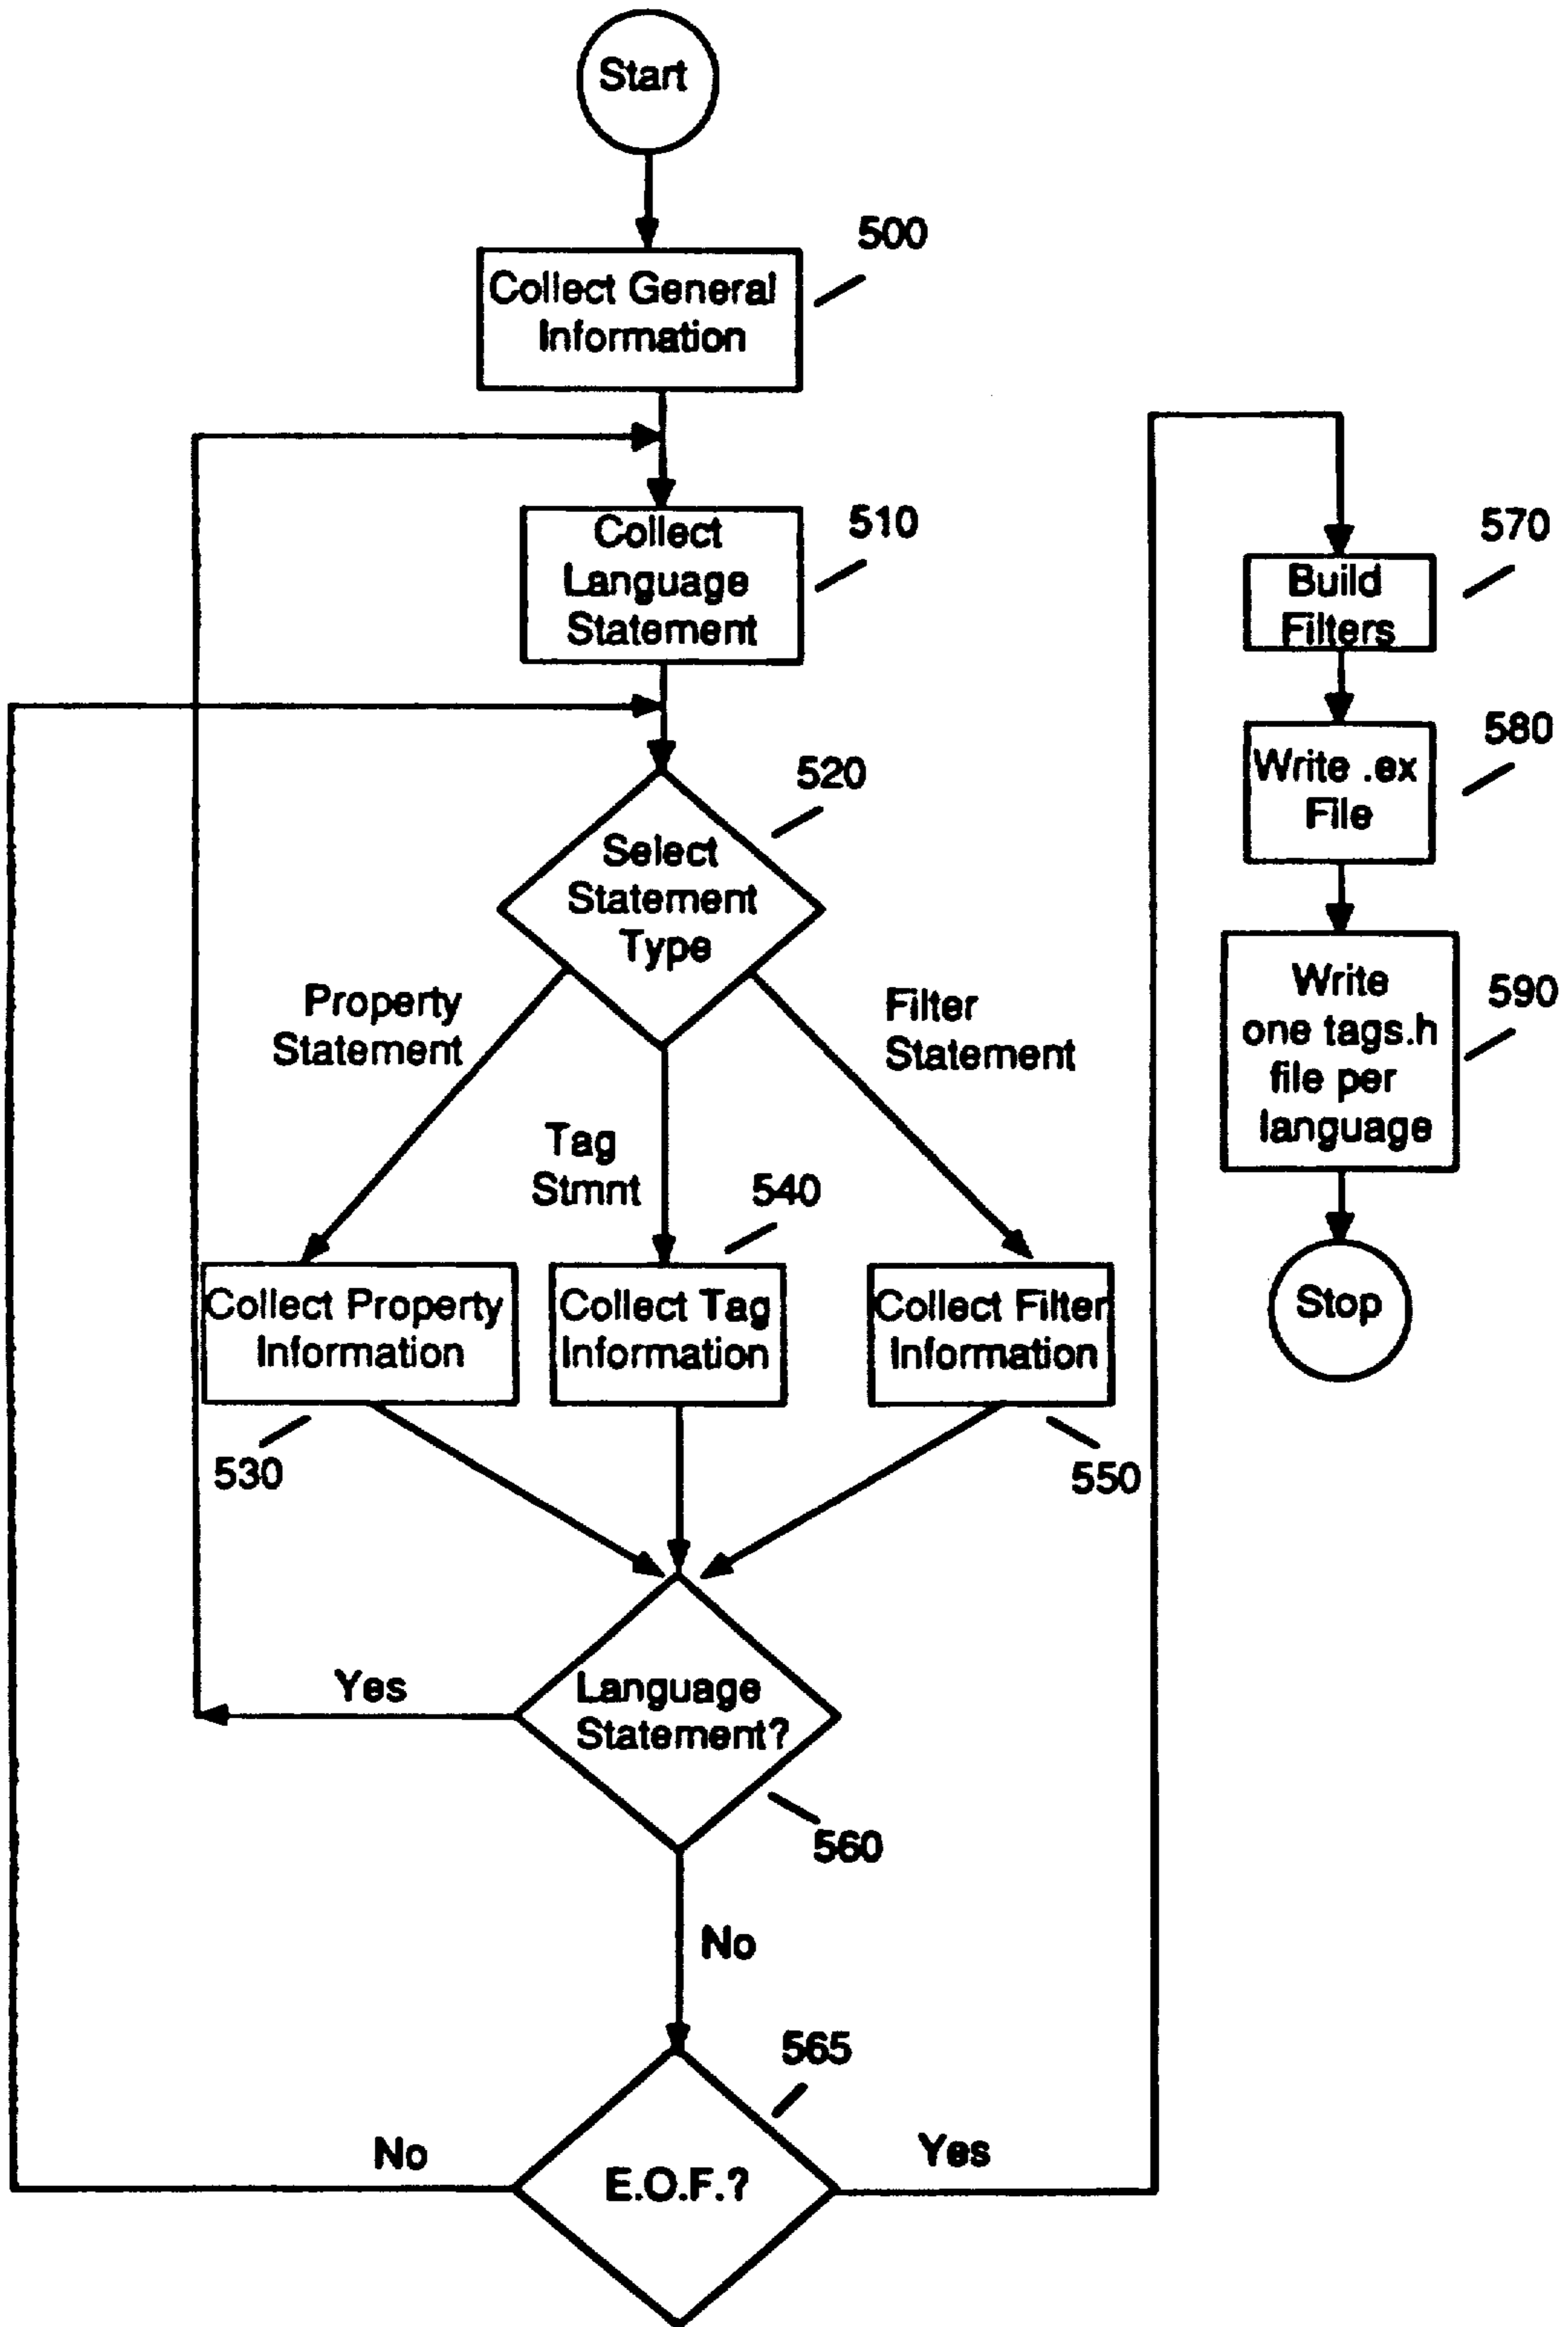 Start
500
Collect General
Information
510
Collect
Language
Statement
520
Select
Statement
Type
Property
Statement
Tag
Stmnt
Filter
Statement
540
Collect Property
Information
530
Collect Tag
Information
Collect Filter
Information
550
Language
Statement?
Yes
560
No
565
E.O.F.?
No
Yes
570
Build
Filters
580
Write .ex
File
590
Write
one tags.h
file per
language
Stop